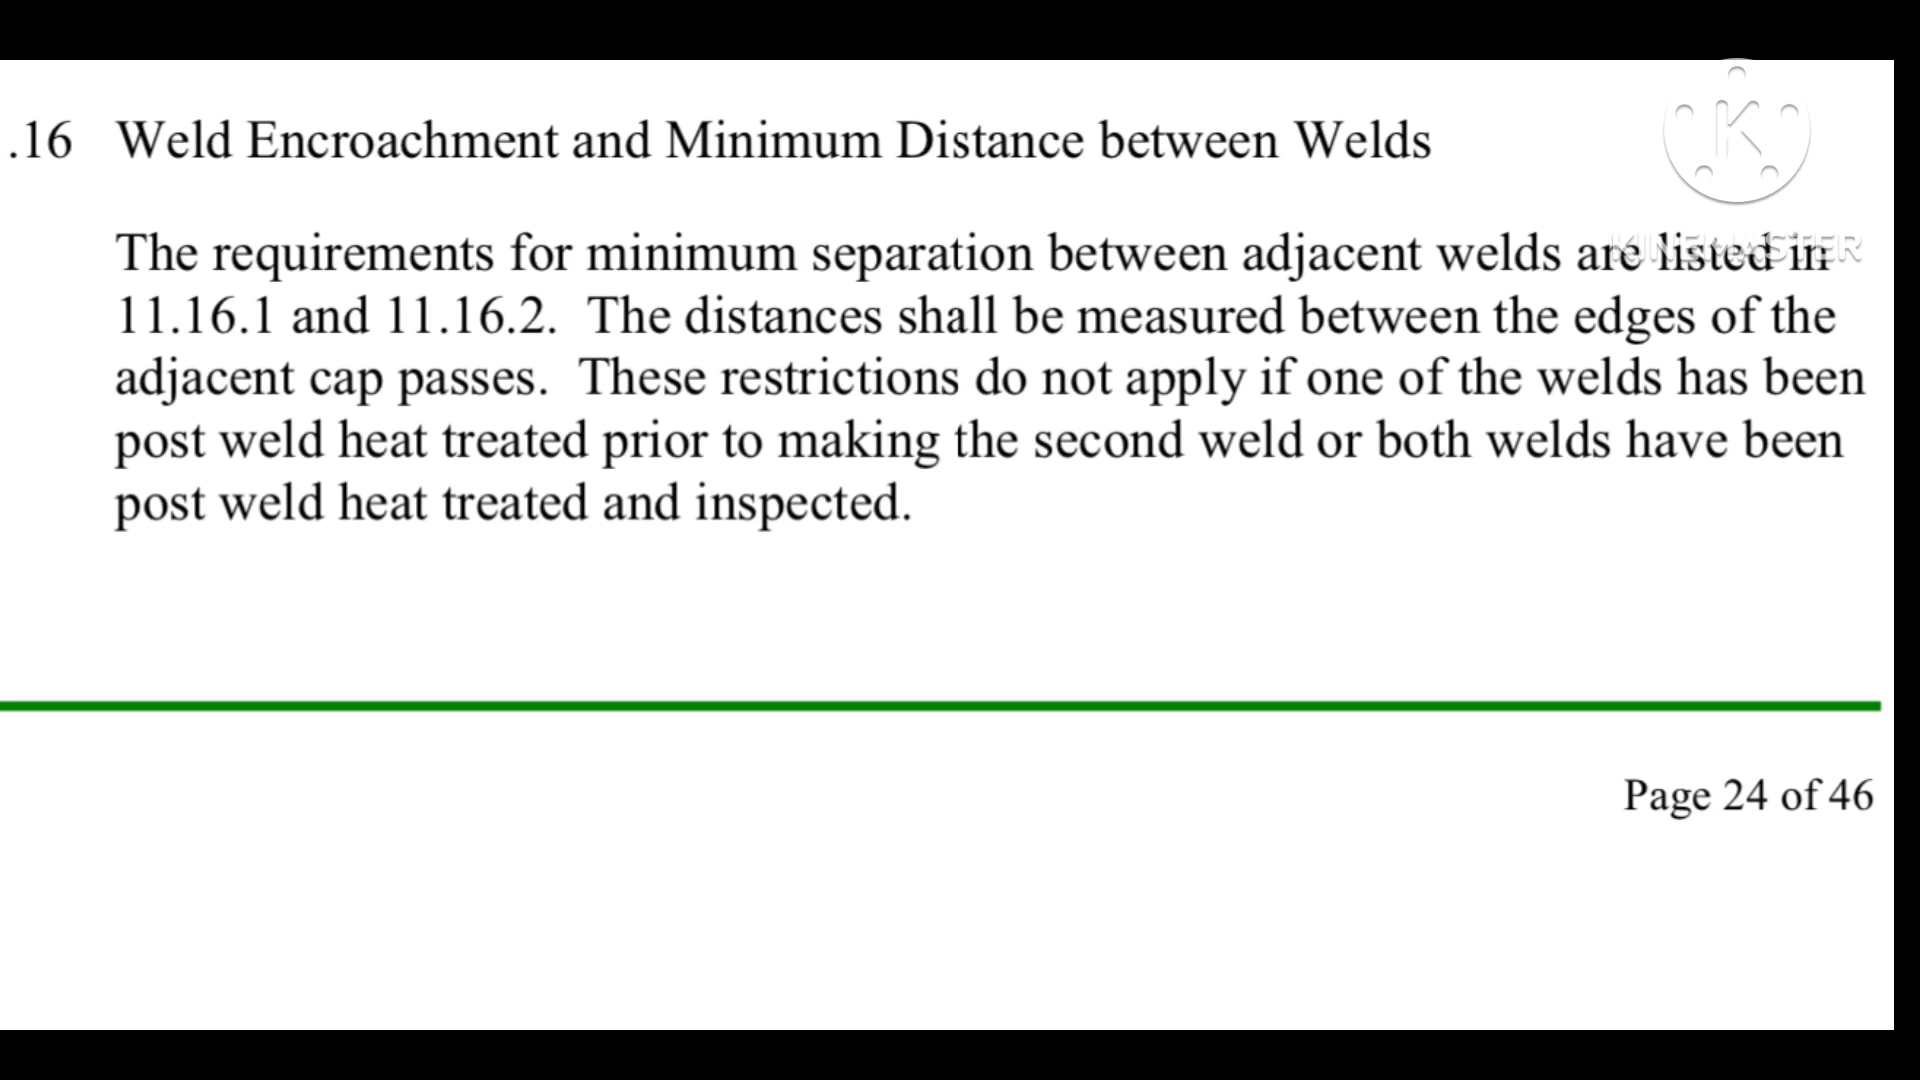 .16 Weld Encroachment and Minimum Distance between Welds
KINEMASTER
The requirements for minimum separation between adjacent welds are listed in
11.16.1 and 11.16.2. The distances shall be measured between the edges of the
adjacent cap passes. These restrictions do not apply if one of the welds has been
post weld heat treated prior to making the second weld or both welds have been
post weld heat treated and inspected.
Page 24 of 46